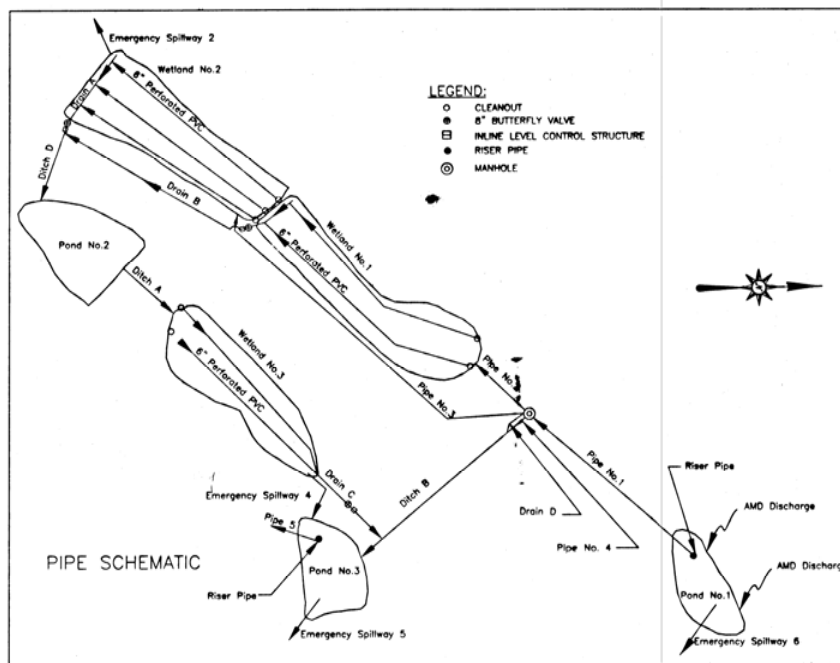 Emergency Spillway 2
Wetland No.2
Drain A
6" Perforated PVC
LEGEND:
CLEANOUT
8" BUTTERFLY VALVE
INLINE LEVEL CONTROL STRUCTURE
RISER PIPE
MANHOLE
Ditch D
Drain B
Pond No.2
Wetland No.1
6" Perforated PVC
Ditch A
Wetland No.3
6" Perforated PVC
Pipe No.
Pipe No.3
Pipe No.1
Riser Pipe
Ditch B
Drain C
Emergency Spillway 4
AMD Discharge
Drain D
Pipe 5
Pipe No. 4
PIPE SCHEMATIC
Pond No.3
AMD Discharge
Riser Pipe
Pond No.1
Emergency Spillway 5
Emergency Spillway 6